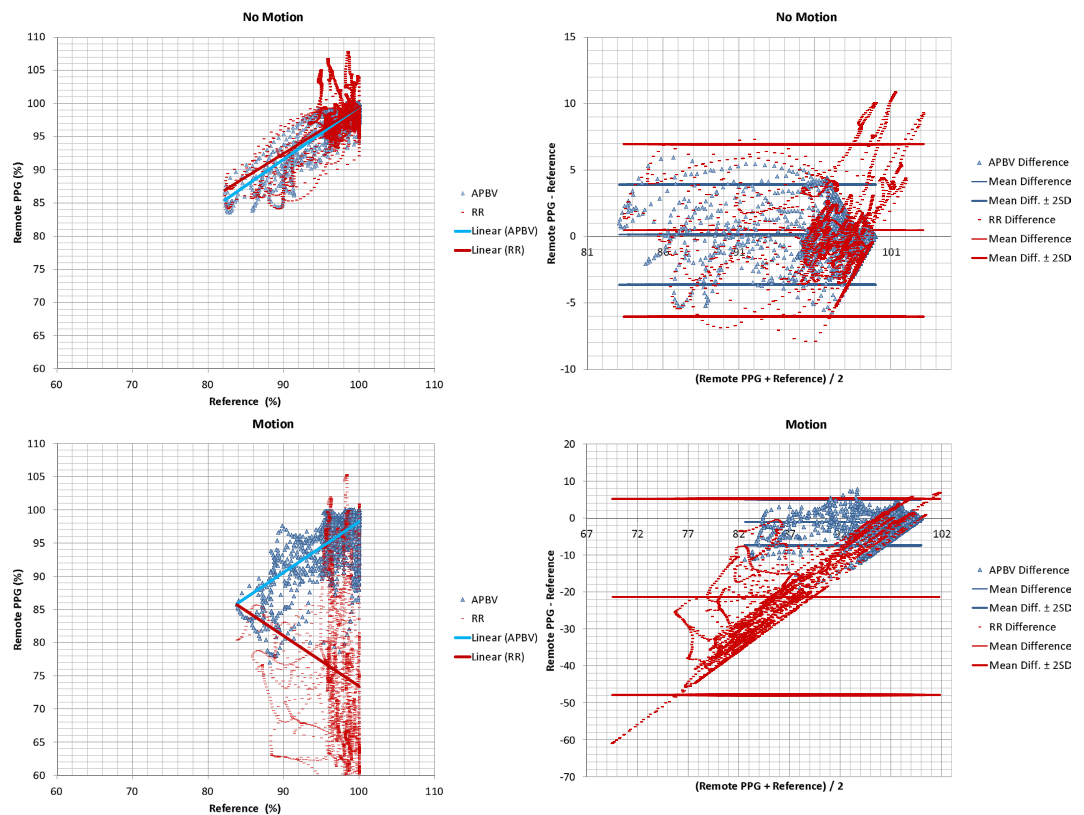 No Motion
110
105
100
95
90
85
80
75
70
65
60
60
70
80
90
100
110
Remote PPG (%)
Reference (%)
APBV
RR
Linear (APBV)
Linear (RR)
No Motion
15
10
5
0
-5
-10
81
86
91
101
Remote PPG - Reference
(Remote PPG + Reference) / 2
APBV Difference
Mean Difference
Mean Diff. ± 2SD
RR Difference
Mean Difference
Mean Diff. ± 2SD
Motion
110
105
100
95
90
85
80
75
70
65
60
60
70
80
90
100
110
Remote PPG (%)
Reference (%)
APBV
RR
Linear (APBV)
Linear (RR)
Motion
20
10
0
-10
-20
-30
-40
-50
-60
-70
67
72
77
82
102
Remote PPG - Reference
(Remote PPG + Reference) / 2
APBV Difference
Mean Difference
Mean Diff. ± 2SD
RR Difference
Mean Difference
Mean Diff. ± 2SD